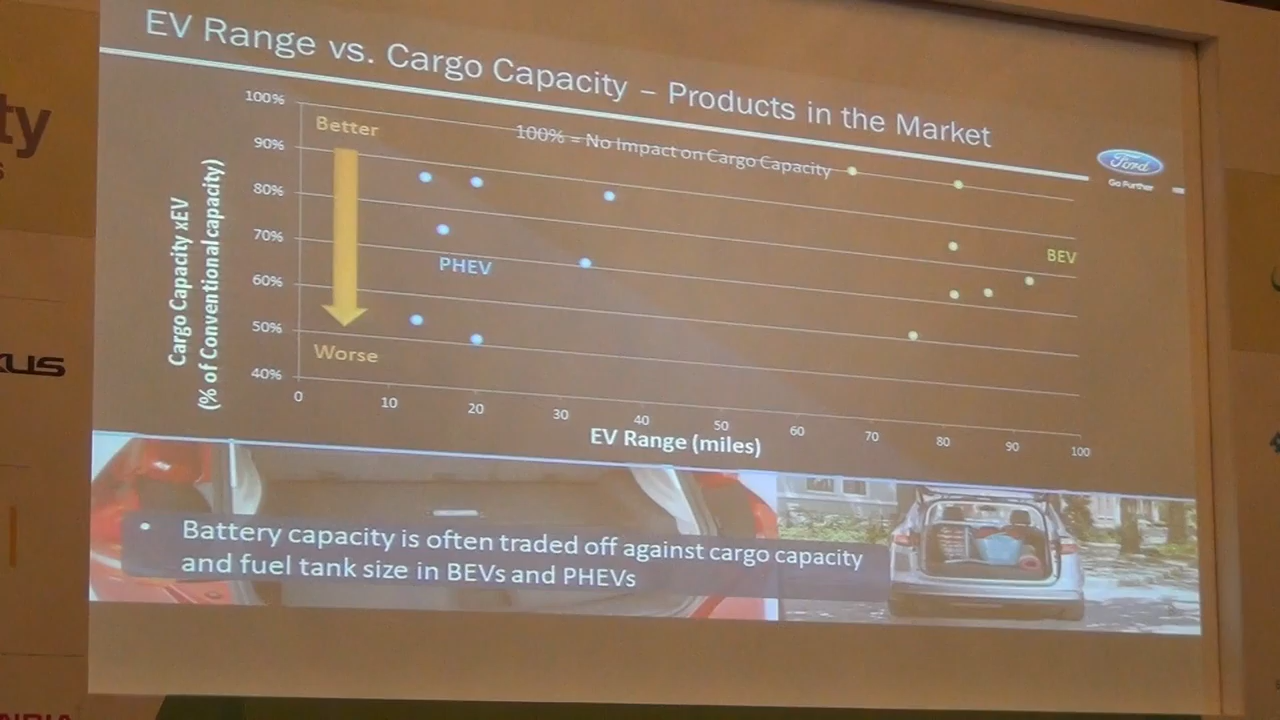 EV Range vs. Cargo Capacity – Products in the Market
ty
S
xus
100%
90%
80%
70%
60%
50%
40%
Cargo Capacity xEV
(% of Conventional capacity)
Better
100% = No Impact on Cargo Capacity
Ford
Go Further
BEV
PHEV
Worse
0 10 20 30 40 50 60 70 80 90 100
EV Range (miles)
• Battery capacity is often traded off against cargo capacity
and fuel tank size in BEVs and PHEVs
NDIA